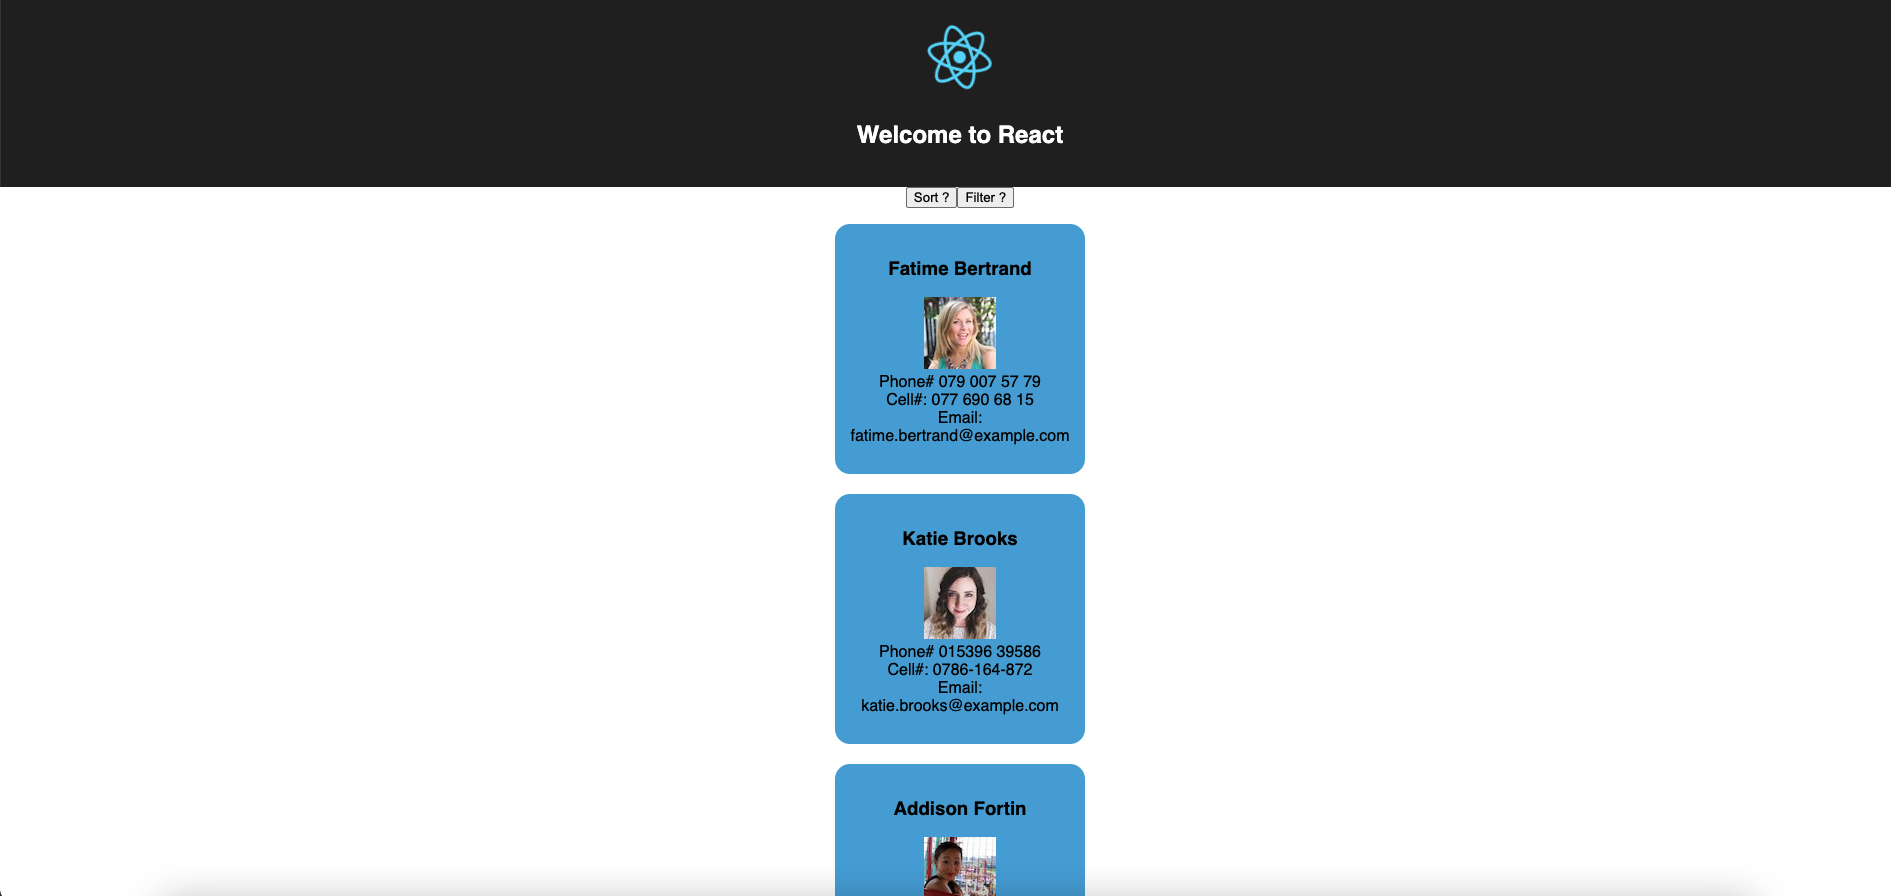 Welcome to React
Sort ? Filter ?
Fatime Bertrand
Phone# 079 007 57 79
Cell#: 077 690 68 15
Email:
fatime.bertrand@example.com
Katie Brooks
Phone# 015396 39586
Cell#: 0786-164-872
Email:
katie.brooks@example.com
Addison Fortin